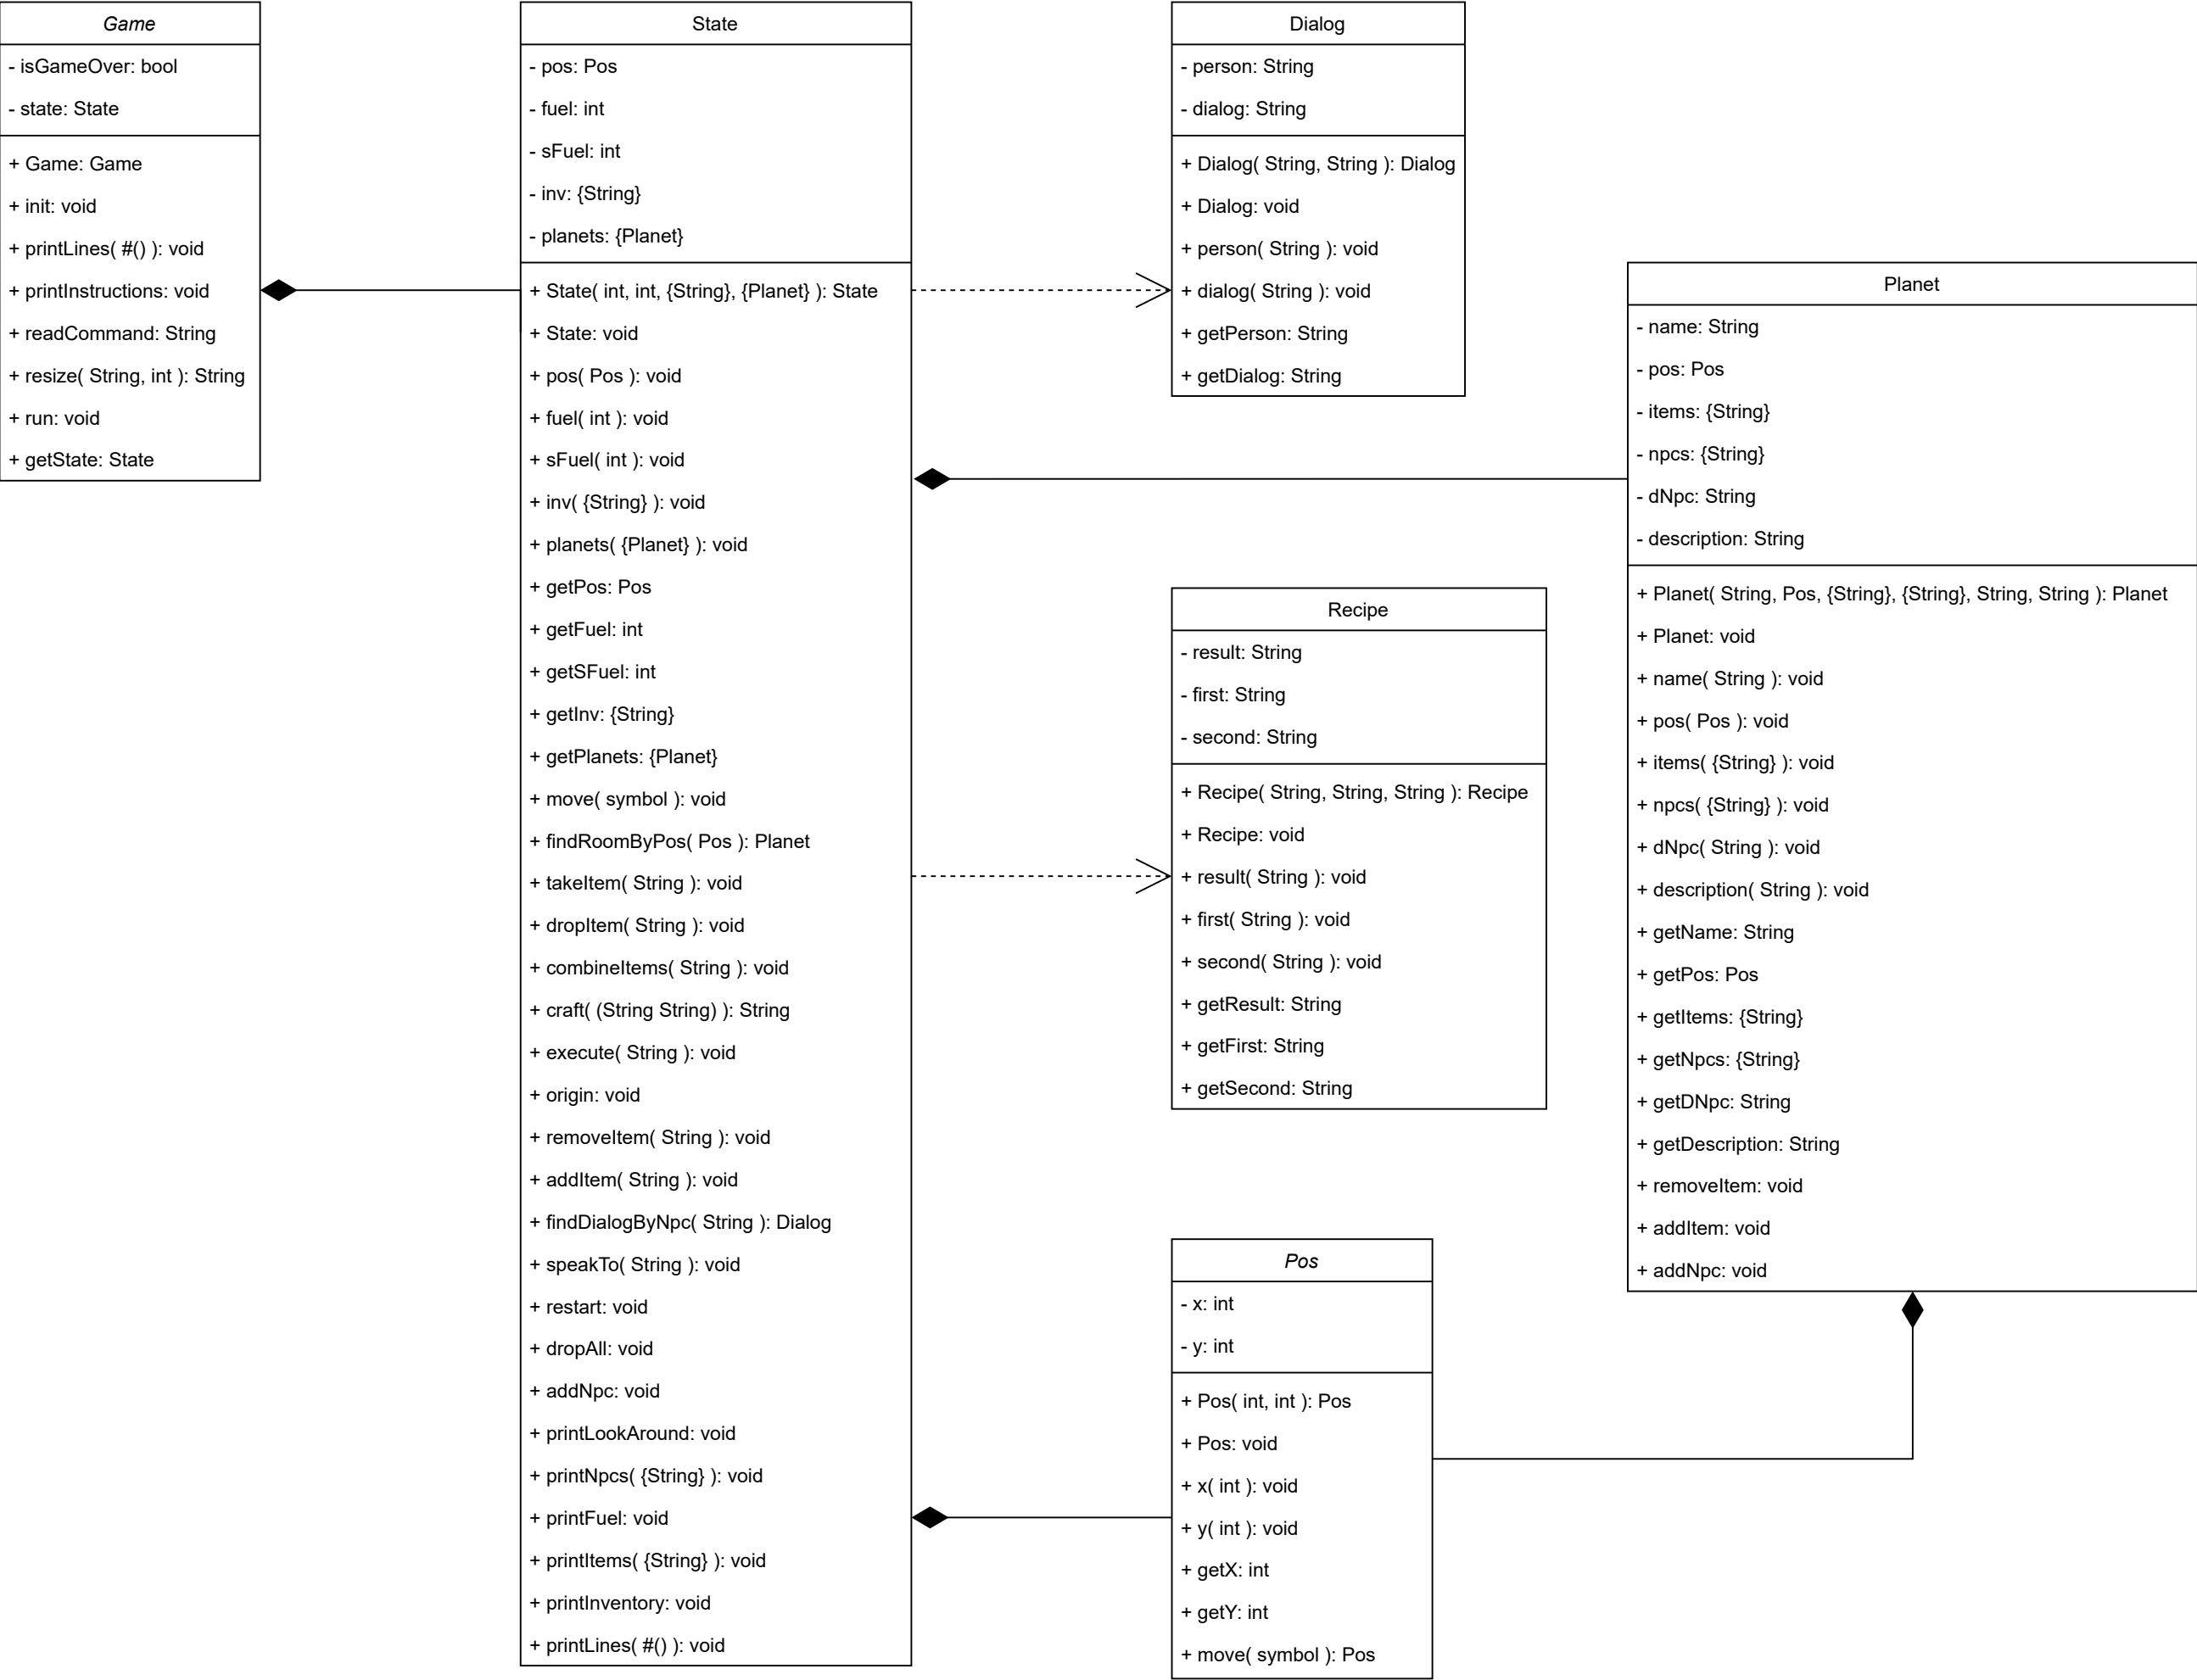 Game
- isGameOver: bool
- state: State
+ Game: Game
+ init: void
+ printLines( #() ): void
+ printInstructions: void
+ readCommand: String
+ resize( String, int ): String
+ run: void
+ getState: State
State
- pos: Pos
- fuel: int
- sFuel: int
- inv: {String}
- planets: {Planet}
+ State( int, int, {String}, {Planet} ): State
+ State: void
+ pos( Pos ): void
+ fuel( int ): void
+ sFuel( int ): void
+ inv( {String} ): void
+ planets( {Planet} ): void
+ getPos: Pos
+ getFuel: int
+ getSFuel: int
+ getInv: {String}
+ getPlanets: {Planet}
+ move( symbol ): void
+ findRoomByPos( Pos ): Planet
+ takeItem( String ): void
+ dropItem( String ): void
+ combineItems( String ): void
+ craft( (String String) ): String
+ execute( String ): void
+ origin: void
+ removeItem( String ): void
+ addItem( String ): void
+ findDialogByNpc( String ): Dialog
+ speakTo( String ): void
+ restart: void
+ dropAll: void
+ addNpc: void
+ printLookAround: void
+ printNpcs( {String} ): void
+ printFuel: void
+ printItems( {String} ): void
+ printInventory: void
+ printLines( #() ): void
Dialog
- person: String
- dialog: String
+ Dialog( String, String ): Dialog
+ Dialog: void
+ person( String ): void
+ dialog( String ): void
+ getPerson: String
+ getDialog: String
Recipe
- result: String
- first: String
- second: String
+ Recipe( String, String, String ): Recipe
+ Recipe: void
+ result( String ): void
+ first( String ): void
+ second( String ): void
+ getResult: String
+ getFirst: String
+ getSecond: String
Pos
- x: int
- y: int
+ Pos( int, int ): Pos
+ Pos: void
+ x( int ): void
+ y( int ): void
+ getX: int
+ getY: int
+ move( symbol ): Pos
Planet
- name: String
- pos: Pos
- items: {String}
- npcs: {String}
- dNpc: String
- description: String
+ Planet( String, Pos, {String}, {String}, String, String ): Planet
+ Planet: void
+ name( String ): void
+ pos( Pos ): void
+ items( {String} ): void
+ npcs( {String} ): void
+ dNpc( String ): void
+ description( String ): void
+ getName: String
+ getPos: Pos
+ getItems: {String}
+ getNpcs: {String}
+ getDNpc: String
+ getDescription: String
+ removeItem: void
+ addItem: void
+ addNpc: void